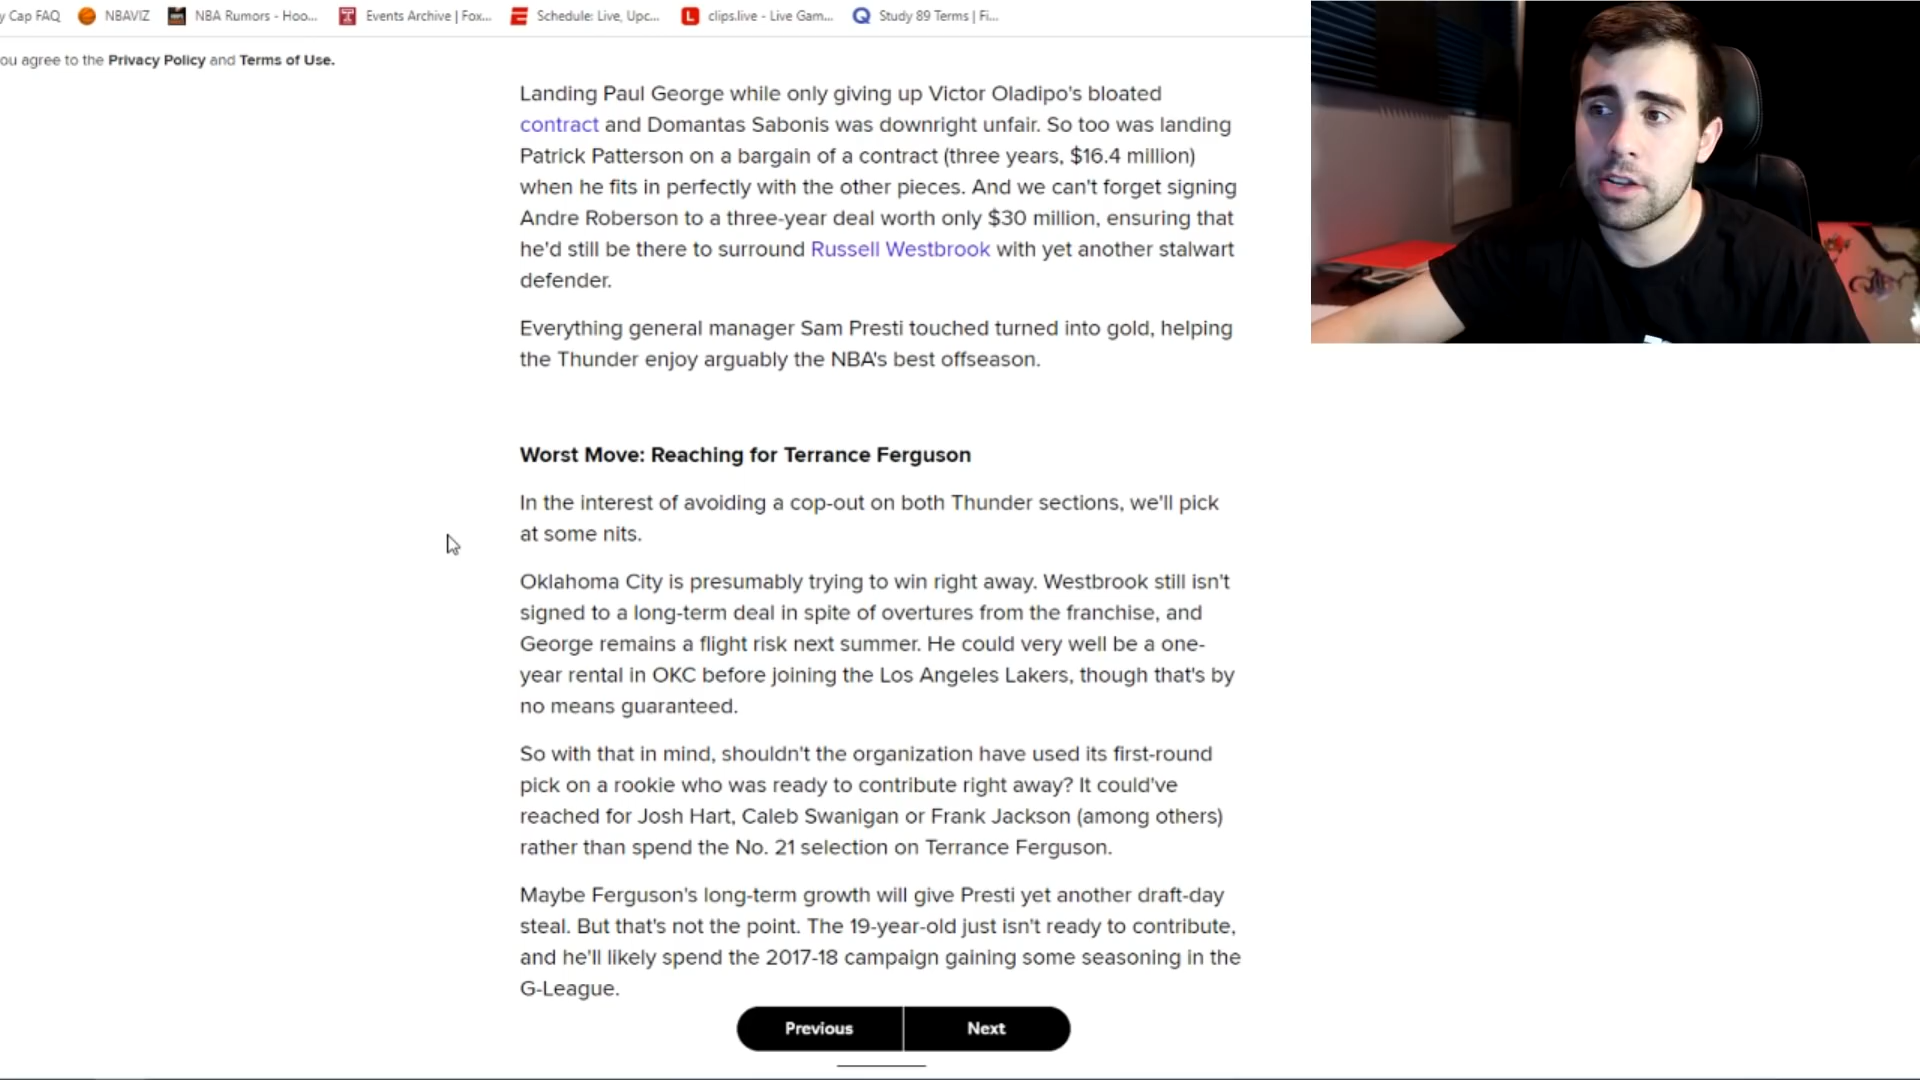 y Cap FAQ NBAVIZ NBA Rumors - Hoo... Events Archive | Fox... Schedule: Live, Upc... clips.live - Live Gam... Study 89 Terms | Fi...
ou agree to the Privacy Policy and Terms of Use.
Landing Paul George while only giving up Victor Oladipo's bloated
contract and Domantas Sabonis was downright unfair. So too was landing
Patrick Patterson on a bargain of a contract (three years, $16.4 million)
when he fits in perfectly with the other pieces. And we can't forget signing
Andre Roberson to a three-year deal worth only $30 million, ensuring that
he'd still be there to surround Russell Westbrook with yet another stalwart
defender.
Everything general manager Sam Presti touched turned into gold, helping
the Thunder enjoy arguably the NBA's best offseason.
Worst Move: Reaching for Terrance Ferguson
In the interest of avoiding a cop-out on both Thunder sections, we'll pick
at some nits.
Oklahoma City is presumably trying to win right away. Westbrook still isn't
signed to a long-term deal in spite of overtures from the franchise, and
George remains a flight risk next summer. He could very well be a one-
year rental in OKC before joining the Los Angeles Lakers, though that's by
no means guaranteed.
So with that in mind, shouldn't the organization have used its first-round
pick on a rookie who was ready to contribute right away? It could've
reached for Josh Hart, Caleb Swanigan or Frank Jackson (among others)
rather than spend the No. 21 selection on Terrance Ferguson.
Maybe Ferguson's long-term growth will give Presti yet another draft-day
steal. But that's not the point. The 19-year-old just isn't ready to contribute,
and he'll likely spend the 2017-18 campaign gaining some seasoning in the
G-League.
Previous Next